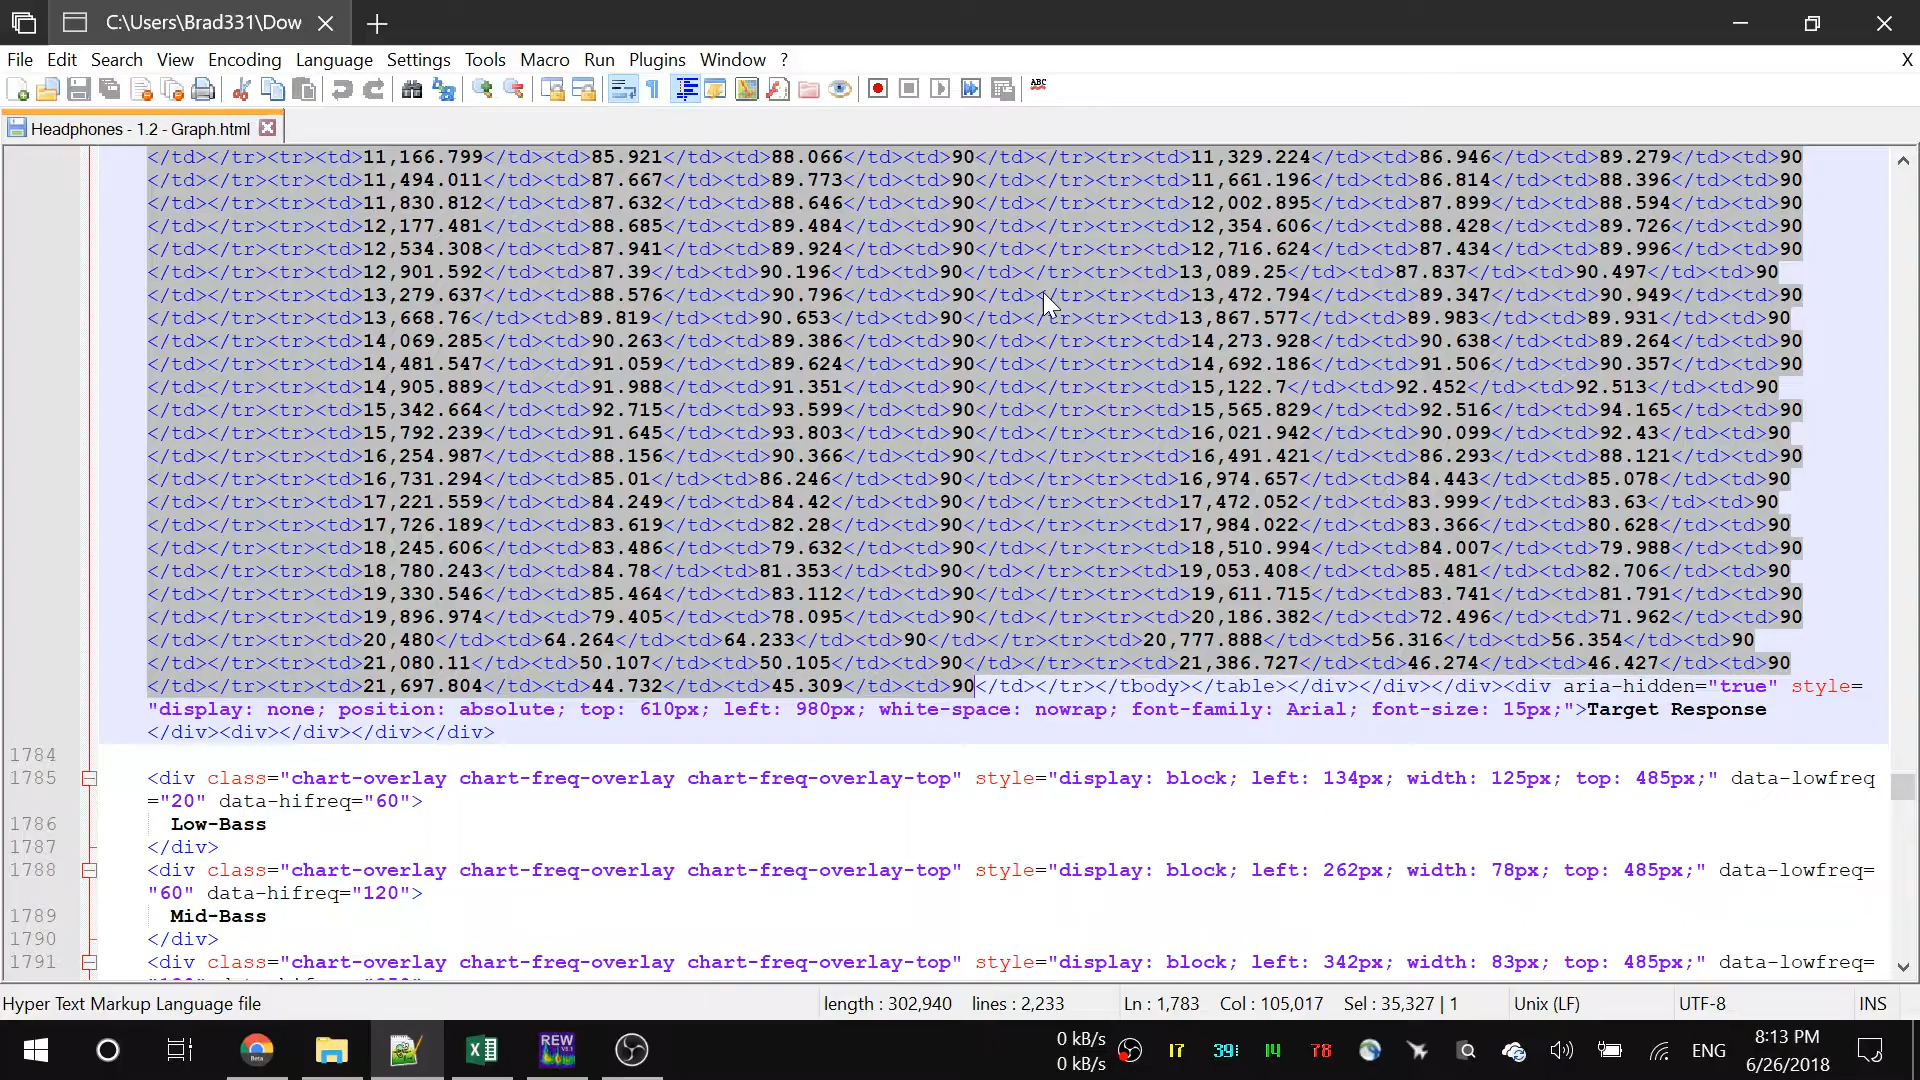 C:\Users\Brad331\Dow
File Edit Search View Encoding Language Settings Tools Macro Run Plugins Window ? X
ABC
Headphones - 1.2 - Graph.html
</td></tr><tr><td>11,166.799</td><td>85.921</td><td>88.066</td><td>90</td></tr><tr><td>11,329.224</td><td>86.946</td><td>89.279</td><td>90
</td></tr><tr><td>11,494.011</td><td>87.667</td><td>89.773</td><td>90</td></tr><tr><td>11,661.196</td><td>86.814</td><td>88.396</td><td>90
</td></tr><tr><td>11,830.812</td><td>87.632</td><td>88.646</td><td>90</td></tr><tr><td>12,002.895</td><td>87.899</td><td>88.594</td><td>90
</td></tr><tr><td>12,177.481</td><td>88.685</td><td>89.484</td><td>90</td></tr><tr><td>12,354.606</td><td>88.428</td><td>89.726</td><td>90
</td></tr><tr><td>12,534.308</td><td>87.941</td><td>89.924</td><td>90</td></tr><tr><td>12,716.624</td><td>87.434</td><td>89.996</td><td>90
</td></tr><tr><td>12,901.592</td><td>87.39</td><td>90.196</td><td>90</td></tr><tr><td>13,089.25</td><td>87.837</td><td>90.497</td><td>90
</td></tr><tr><td>13,279.637</td><td>88.576</td><td>90.796</td><td>90</td></tr><tr><td>13,472.794</td><td>89.347</td><td>90.949</td><td>90
</td></tr><tr><td>13,668.76</td><td>89.819</td><td>90.653</td><td>90</td></tr><tr><td>13,867.577</td><td>89.983</td><td>89.931</td><td>90
</td></tr><tr><td>14,069.285</td><td>90.263</td><td>89.386</td><td>90</td></tr><tr><td>14,273.928</td><td>90.638</td><td>89.264</td><td>90
</td></tr><tr><td>14,481.547</td><td>91.059</td><td>89.624</td><td>90</td></tr><tr><td>14,692.186</td><td>91.506</td><td>90.357</td><td>90
</td></tr><tr><td>14,905.889</td><td>91.988</td><td>91.351</td><td>90</td></tr><tr><td>15,122.7</td><td>92.452</td><td>92.513</td><td>90
</td></tr><tr><td>15,342.664</td><td>92.715</td><td>93.599</td><td>90</td></tr><tr><td>15,565.829</td><td>92.516</td><td>94.165</td><td>90
</td></tr><tr><td>15,792.239</td><td>91.645</td><td>93.803</td><td>90</td></tr><tr><td>16,021.942</td><td>90.099</td><td>92.43</td><td>90
</td></tr><tr><td>16,254.987</td><td>88.156</td><td>90.366</td><td>90</td></tr><tr><td>16,491.421</td><td>86.293</td><td>88.121</td><td>90
</td></tr><tr><td>16,731.294</td><td>85.01</td><td>86.246</td><td>90</td></tr><tr><td>16,974.657</td><td>84.443</td><td>85.078</td><td>90
</td></tr><tr><td>17,221.559</td><td>84.249</td><td>84.42</td><td>90</td></tr><tr><td>17,472.052</td><td>83.999</td><td>83.63</td><td>90
</td></tr><tr><td>17,726.189</td><td>83.619</td><td>82.28</td><td>90</td></tr><tr><td>17,984.022</td><td>83.366</td><td>80.628</td><td>90
</td></tr><tr><td>18,245.606</td><td>83.486</td><td>79.632</td><td>90</td></tr><tr><td>18,510.994</td><td>84.007</td><td>79.988</td><td>90
</td></tr><tr><td>18,780.243</td><td>84.78</td><td>81.353</td><td>90</td></tr><tr><td>19,053.408</td><td>85.481</td><td>82.706</td><td>90
</td></tr><tr><td>19,330.546</td><td>85.464</td><td>83.112</td><td>90</td></tr><tr><td>19,611.715</td><td>83.741</td><td>81.791</td><td>90
</td></tr><tr><td>19,896.974</td><td>79.405</td><td>78.095</td><td>90</td></tr><tr><td>20,186.382</td><td>72.496</td><td>71.962</td><td>90
</td></tr><tr><td>20,480</td><td>64.264</td><td>64.233</td><td>90</td></tr><tr><td>20,777.888</td><td>56.316</td><td>56.354</td><td>90
</td></tr><tr><td>21,080.11</td><td>50.107</td><td>50.105</td><td>90</td></tr><tr><td>21,386.727</td><td>46.274</td><td>46.427</td><td>90
</td></tr><tr><td>21,697.804</td><td>44.732</td><td>45.309</td><td>90</td></tr></tbody></table></div></div></div><div aria-hidden="true" style=
"display: none; position: absolute; top: 610px; left: 980px; white-space: nowrap; font-family: Arial; font-size: 15px;">Target Response
</div><div></div></div></div>
1784
1785 <div class="chart-overlay chart-freq-overlay chart-freq-overlay-top" style="display: block; left: 134px; width: 125px; top: 485px;" data-lowfreq
="20" data-hifreq="60">
1786 Low-Bass
1787 </div>
1788 <div class="chart-overlay chart-freq-overlay chart-freq-overlay-top" style="display: block; left: 262px; width: 78px; top: 485px;" data-lowfreq=
"60" data-hifreq="120">
1789 Mid-Bass
1790 </div>
1791 <div class="chart-overlay chart-freq-overlay chart-freq-overlay-top" style="display: block; left: 342px; width: 83px; top: 485px;" data-lowfreq=
Hyper Text Markup Language file length : 302,940 lines : 2,233 Ln : 1,783 Col : 105,017 Sel : 35,327 | 1 Unix (LF) UTF-8 INS
Beta
REW
0 kB/s
0 kB/s
17 14 78 ENG
8:13 PM
6/26/2018